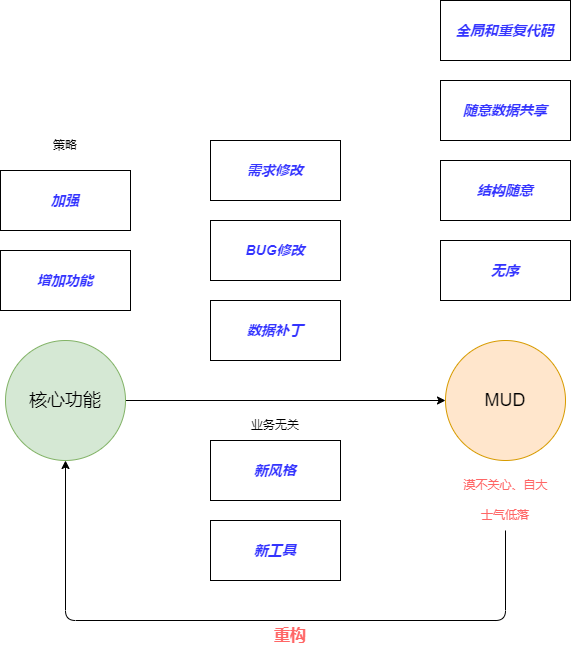 全局和重复代码
随意数据共享
策略
需求修改
加强
结构随意
BUG修改
增加功能
无序
数据补丁
核心功能
MUD
业务无关
新风格
漠不关心、自大
士气低落
新工具
重构